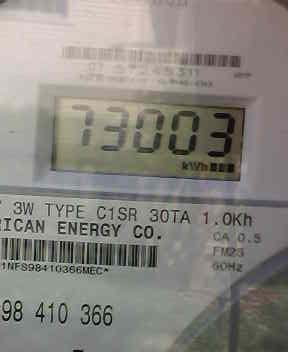 73003
kWh
3W TYPE C1SR 30TA 1.0Kh
RICAN ENERGY CO. CA 0.5
FM2S
60Hz
1NFS98410366MEC*
98 410 366